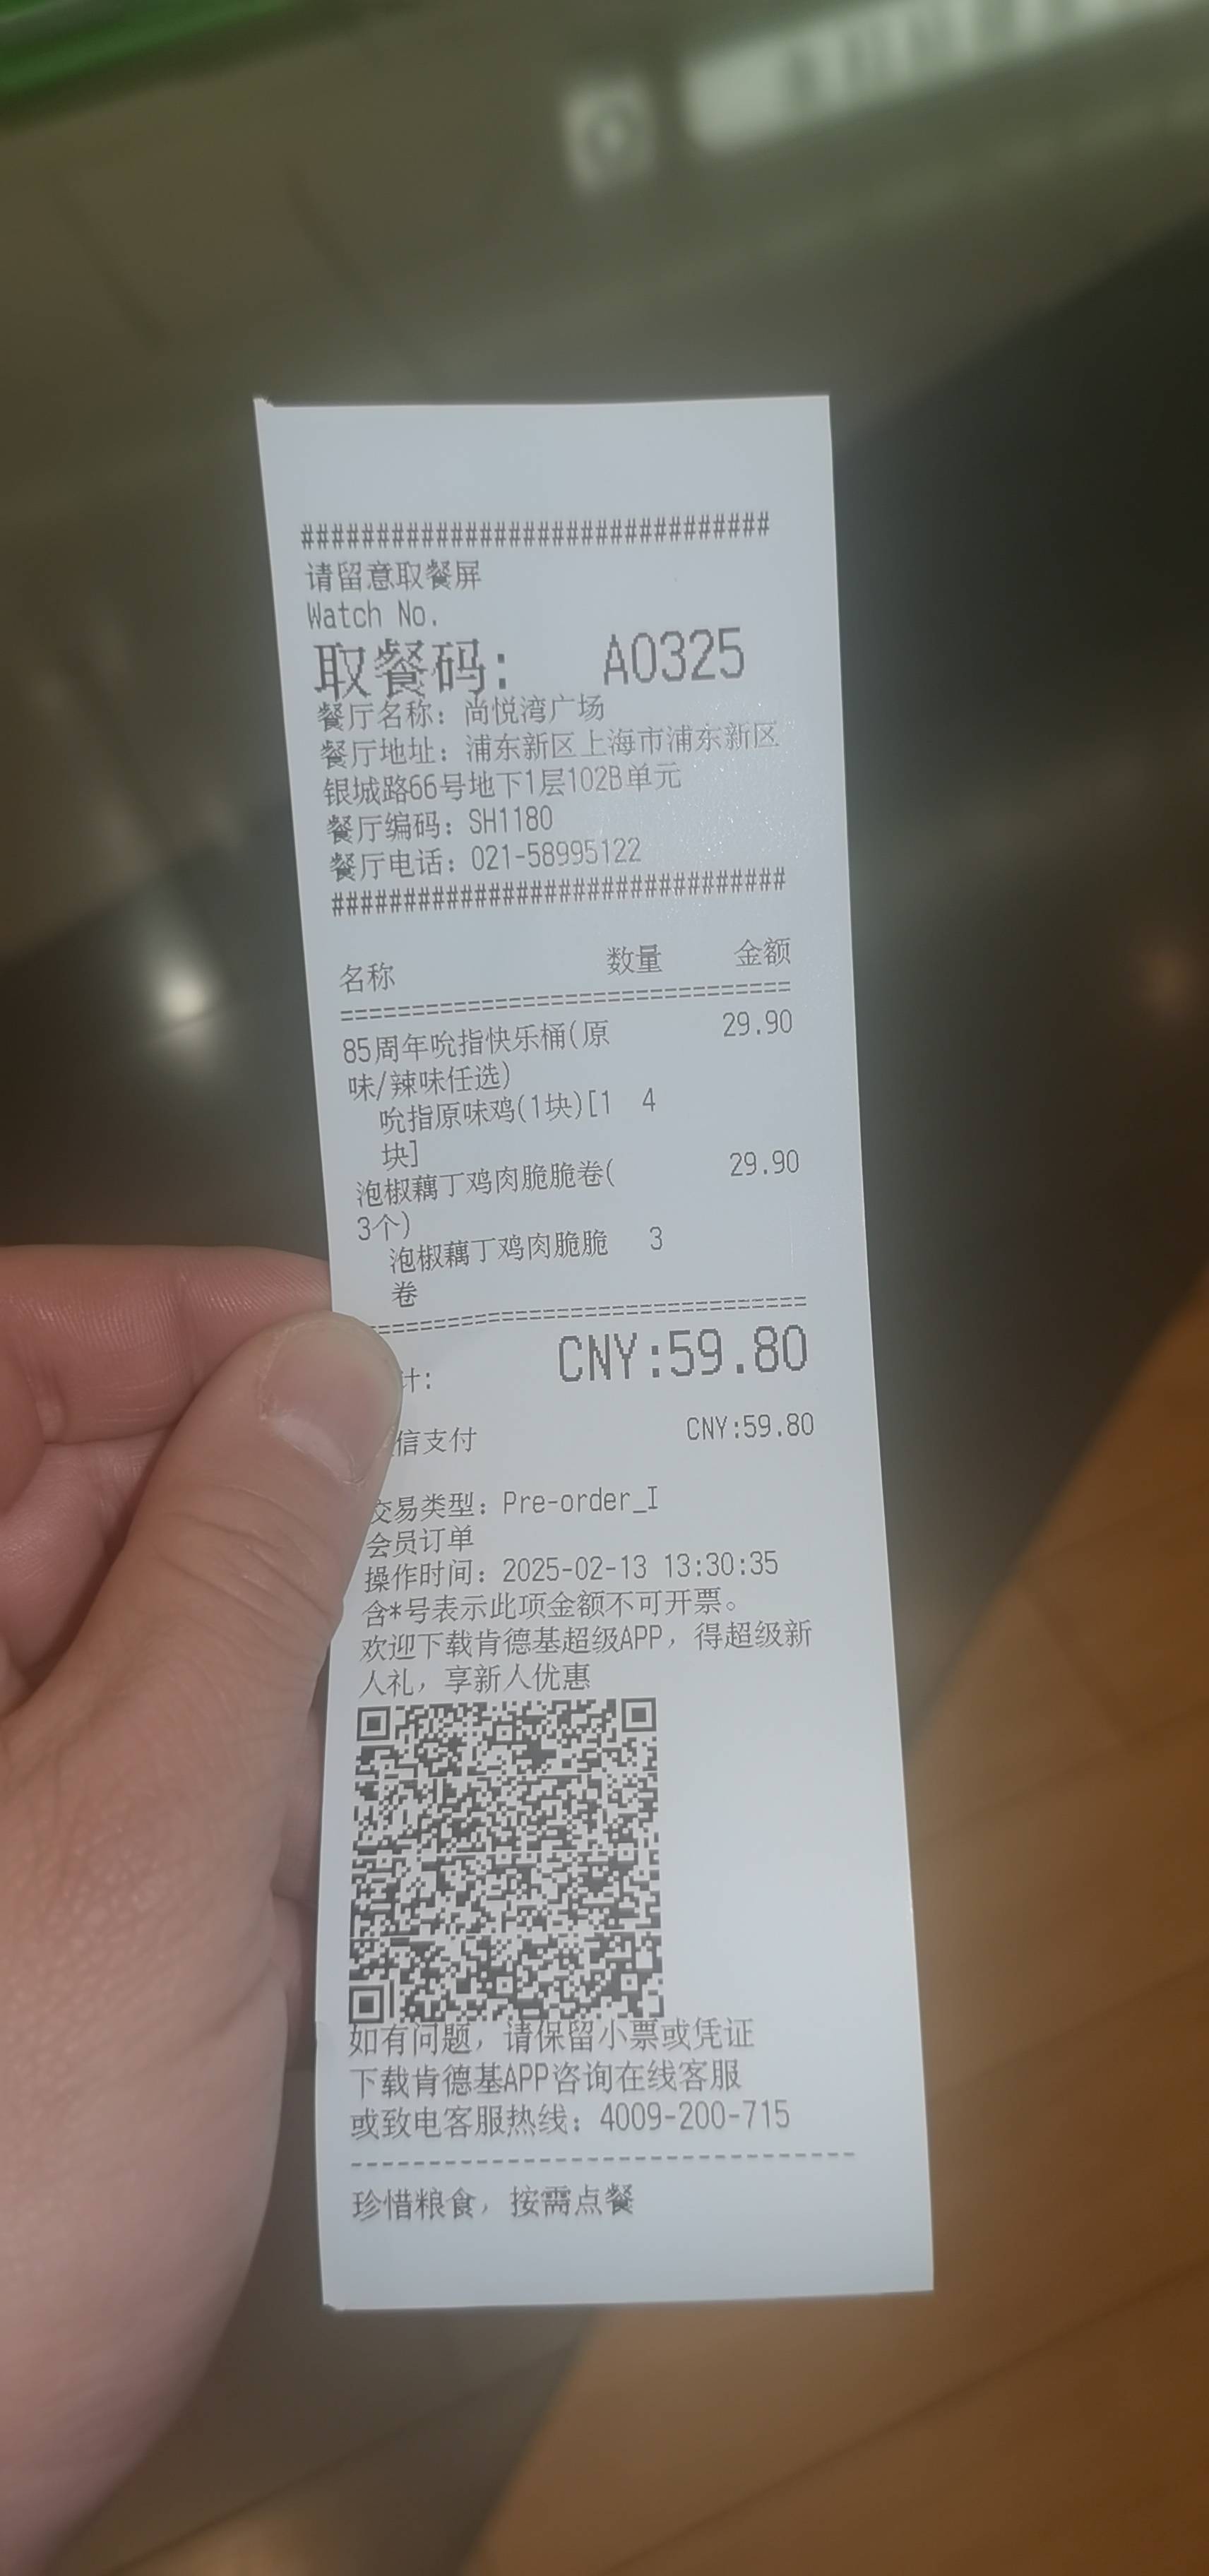 ################################
请留意取餐屏
Watch No.
取餐码: A0325
餐厅名称: 尚悦湾广场
餐厅地址: 浦东新区上海市浦东新区
银城路66号地下1层102B单元
餐厅编码: SH1180
餐厅电话: 021-58995122
################################
名称 数量 金额
================================
85周年吮指快乐桶(原 29.90
味/辣味任选)
吮指原味鸡(1块)[1 4
块]
泡椒藕丁鸡肉脆脆卷( 29.90
3个)
泡椒藕丁鸡肉脆脆 3
卷
================================
计: CNY:59.80
信支付 CNY:59.80
交易类型: Pre-order_I
会员订单
操作时间: 2025-02-13 13:30:35
含*号表示此项金额不可开票。
欢迎下载肯德基超级APP, 得超级新
人礼, 享新人优惠
如有问题, 请保留小票或凭证
下载肯德基APP咨询在线客服
或致电客服热线: 4009-200-715
--------------------------------
珍惜粮食, 按需点餐